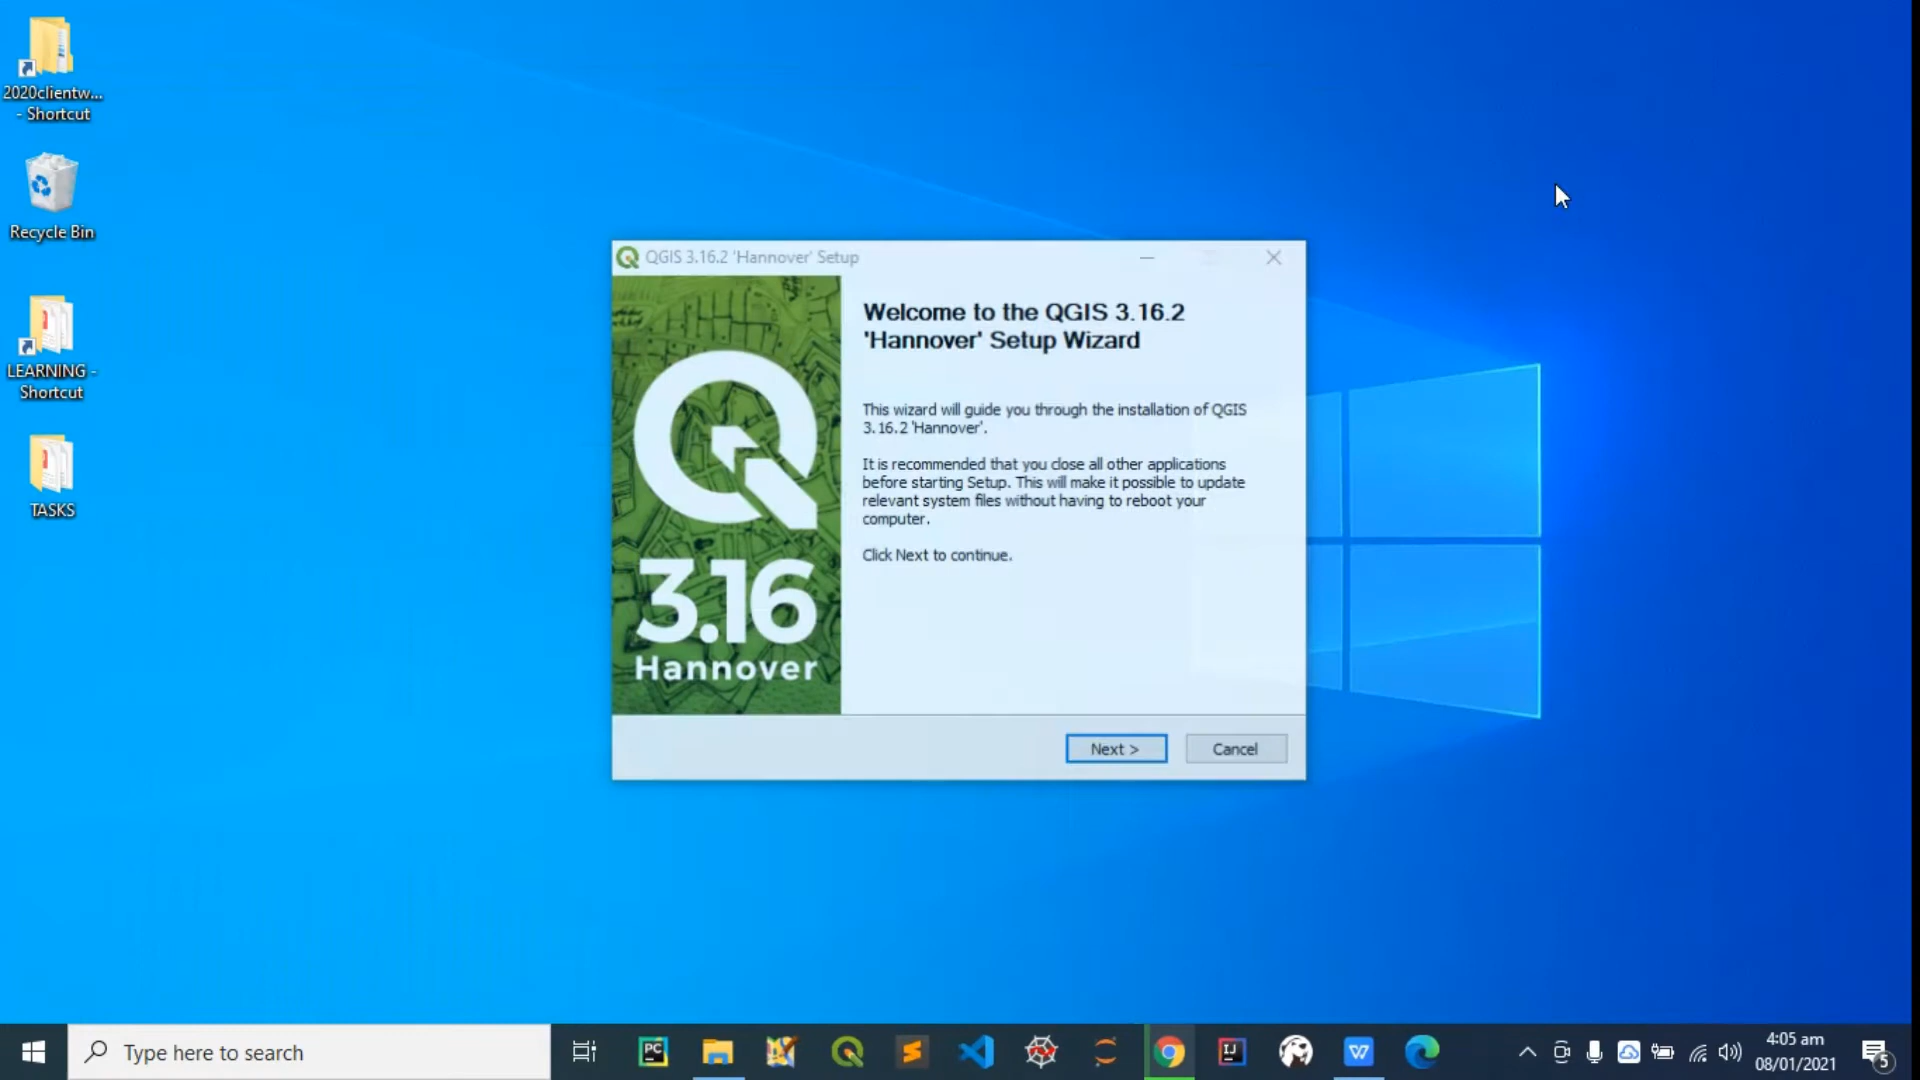 2020clientw...
- Shortcut
Recycle Bin
LEARNING -
Shortcut
TASKS
QGIS 3.16.2 'Hannover' Setup
3.16
Hannover
Welcome to the QGIS 3.16.2
'Hannover' Setup Wizard
This wizard will guide you through the installation of QGIS
3.16.2 'Hannover'.
It is recommended that you close all other applications
before starting Setup. This will make it possible to update
relevant system files without having to reboot your
computer.
Click Next to continue.
Next >
Cancel
Type here to search
PC
IJ
W
4:05 am
08/01/2021
5